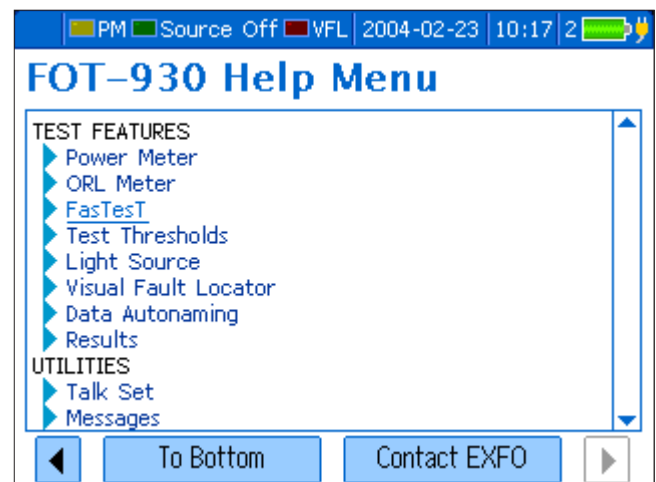 PM Source Off VFL 2004-02-23 10:17 2
FOT-930 Help Menu
TEST FEATURES
Power Meter
ORL Meter
FasTesT
Test Thresholds
Light Source
Visual Fault Locator
Data Autonaming
Results
UTILITIES
Talk Set
Messages
To Bottom Contact EXFO